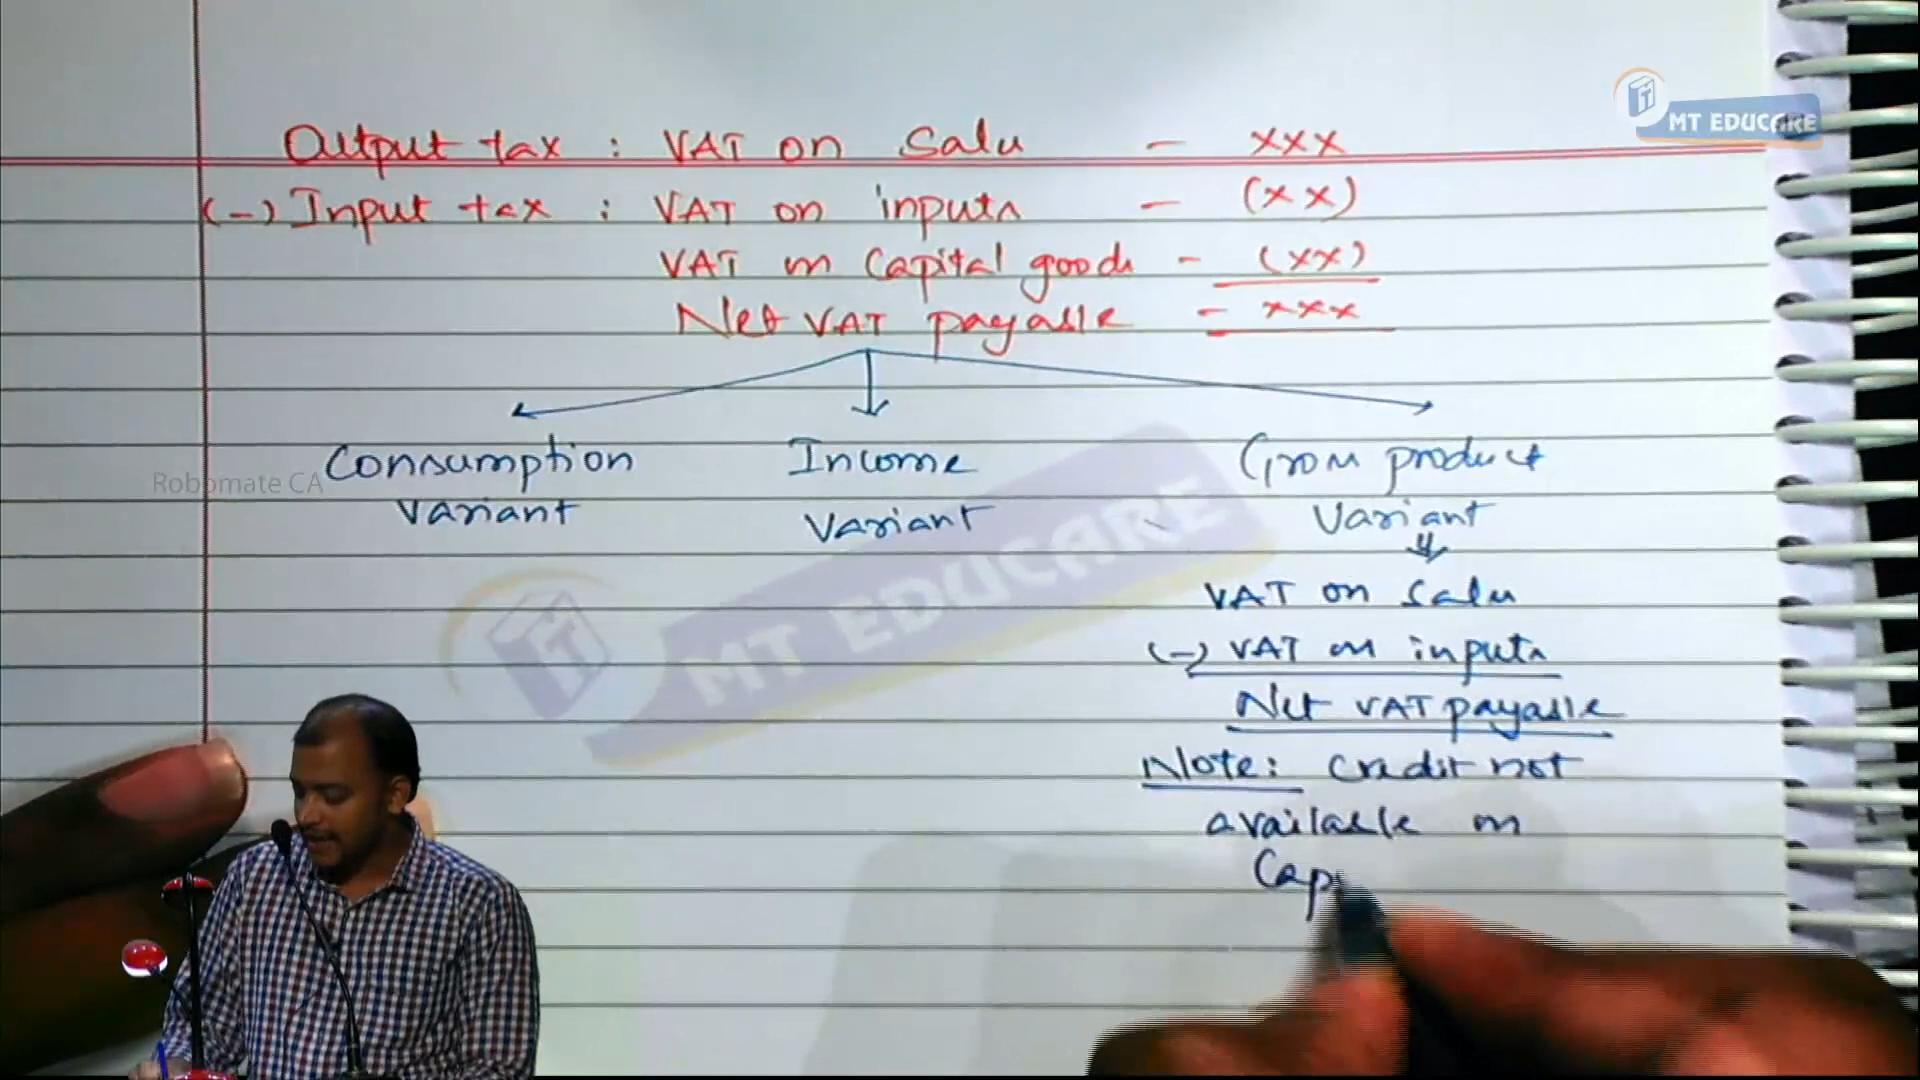 Output tax : VAT on Sales - xxx
(-) Input tax : VAT on inputs - (xx)
VAT on Capital goods - (xx)
Net VAT payable - xxx
Consumption Variant
Income Variant
Gross product Variant
VAT on Sales
(-) VAT on inputs
Net VAT payable
Note: Credit not
available on
Cap
MT EDUCARE
Robomate CA
MT EDUCARE